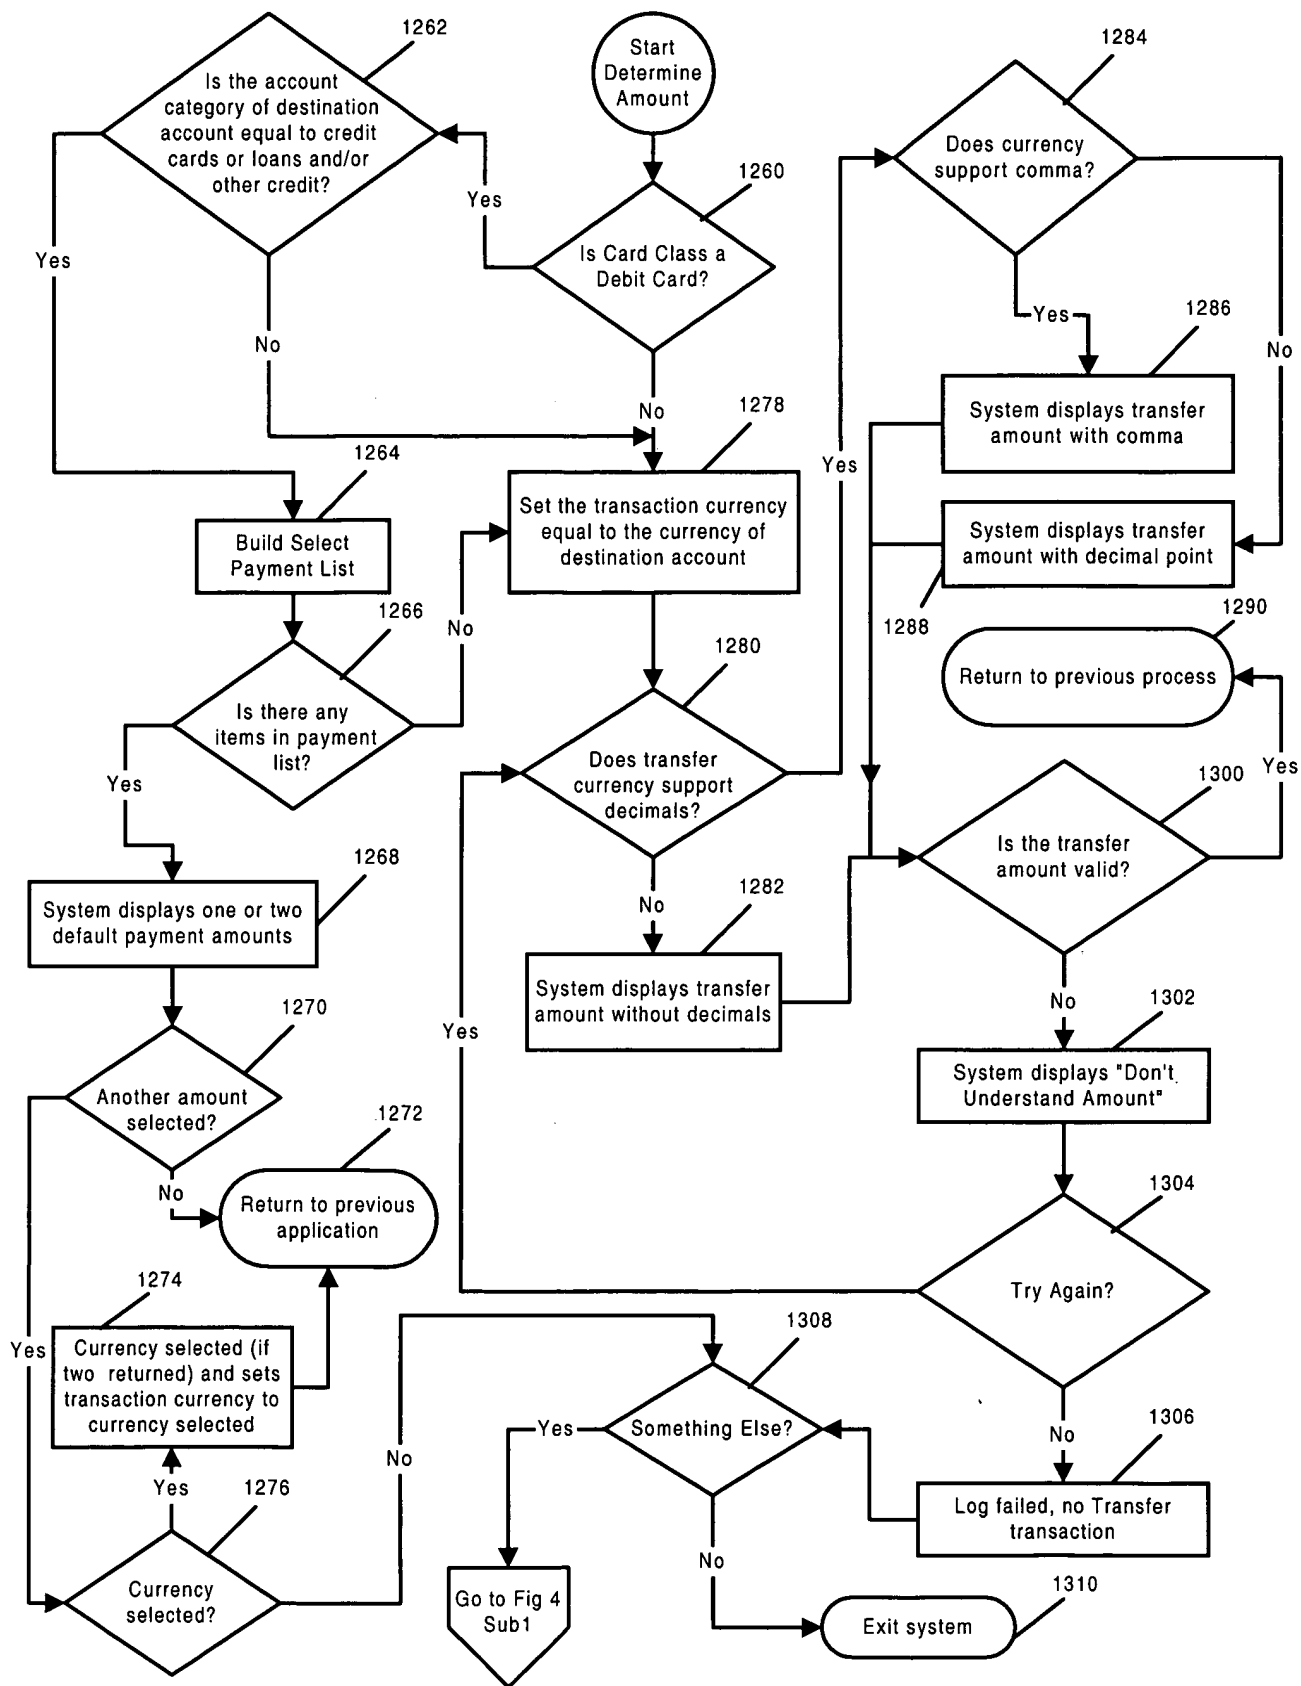 1262
Is the account
category of destination
account equal to credit
cards or loans and/or
other credit?
Start
Determine
Amount
1284
Does currency
support comma?
1260
Is Card Class a
Debit Card?
Yes
Yes
No
No
Yes
No
1286
System displays transfer
amount with comma
1278
Set the transaction currency
equal to the currency of
destination account
1264
Build Select
Payment List
Yes
System displays transfer
amount with decimal point
1288
1290
Return to previous process
1266
Is there any
items in payment
list?
No
Yes
1280
Does transfer
currency support
decimals?
No
1300
Is the transfer
amount valid?
Yes
No
1268
System displays one or two
default payment amounts
1282
System displays transfer
amount without decimals
1270
Another amount
selected?
Yes
No
1272
Return to previous
application
1302
System displays "Don't
Understand Amount"
1304
Try Again?
Yes
No
1274
Currency selected (if
two returned) and sets
transaction currency to
currency selected
Yes
1276
Currency
selected?
No
1308
Something Else?
Yes
No
1306
Log failed, no Transfer
transaction
Go to Fig 4
Sub1
1310
Exit system